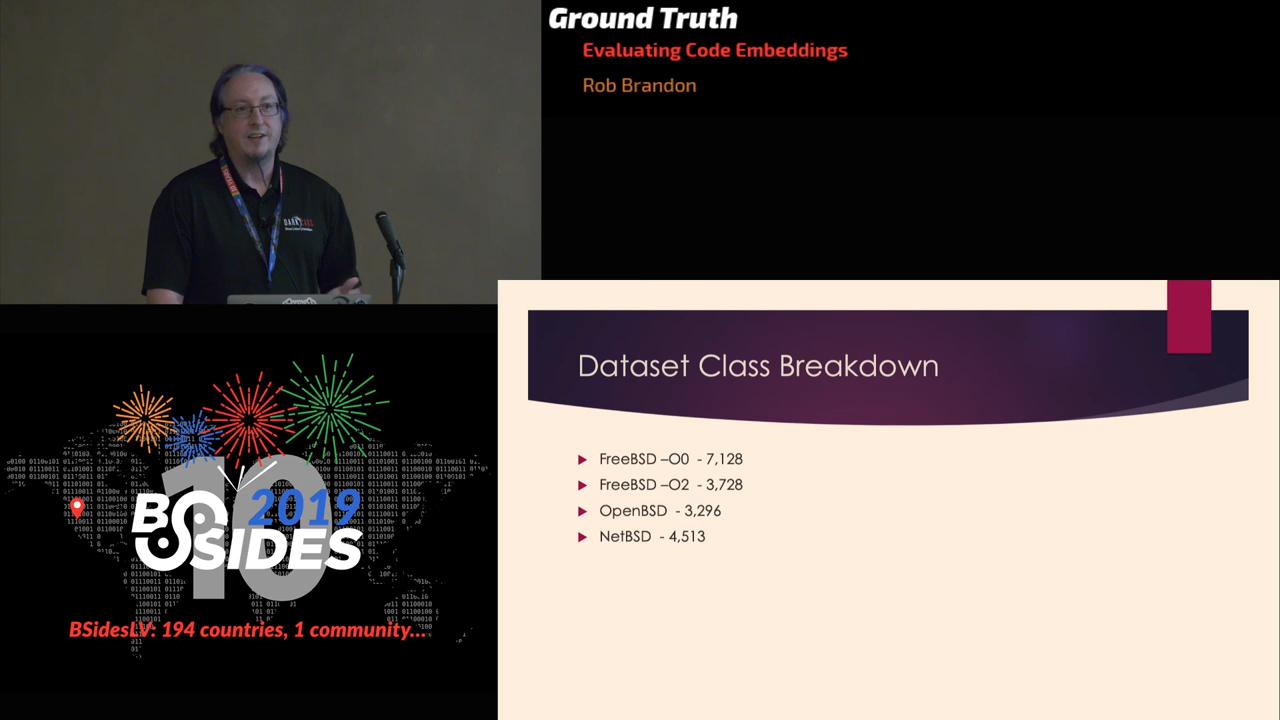 Ground Truth
Evaluating Code Embeddings
Rob Brandon
Dataset Class Breakdown
FreeBSD –O0 - 7,128
FreeBSD –O2 - 3,728
OpenBSD - 3,296
NetBSD - 4,513
10
2019
BSIDES
BSidesLV: 194 countries, 1 community...